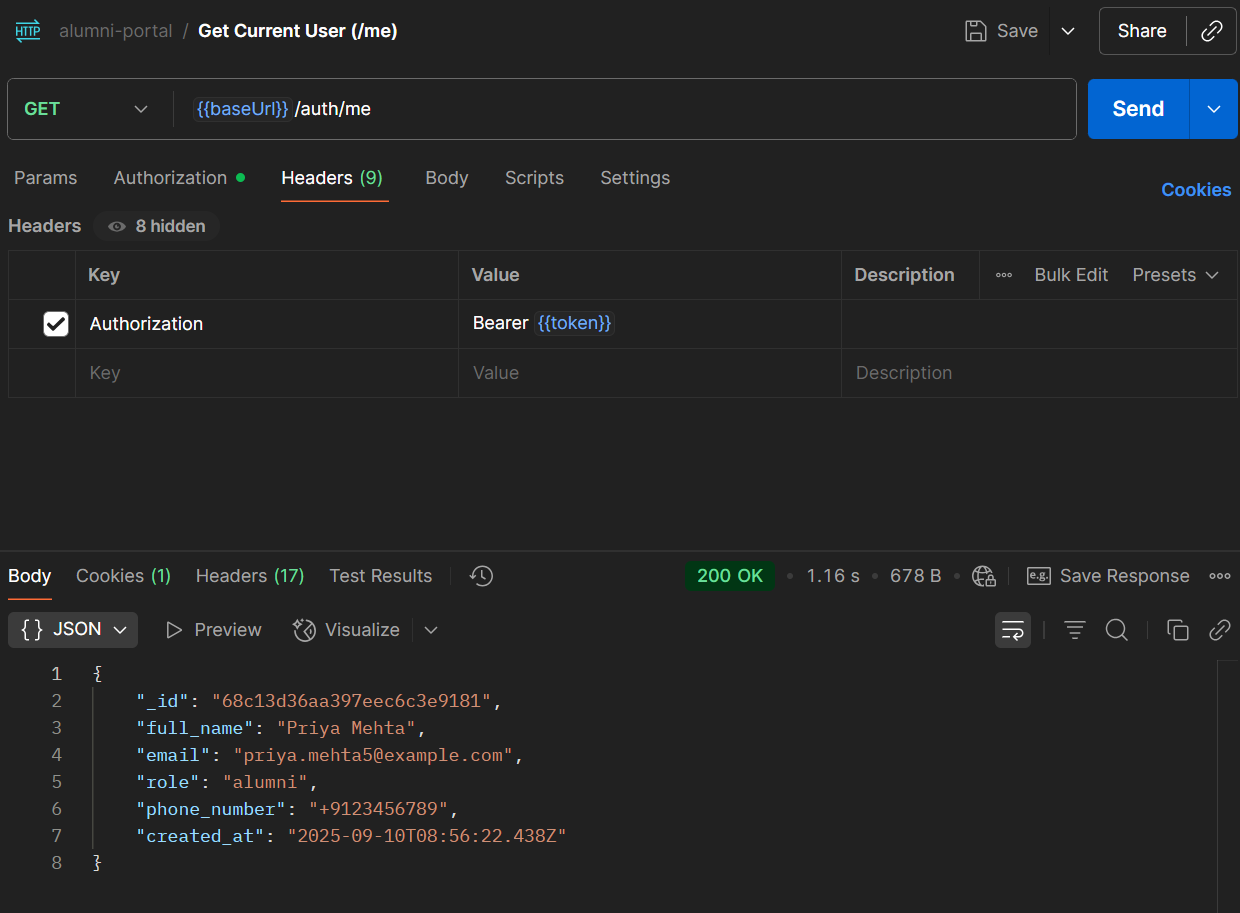 HTTP alumni-portal / Get Current User (/me) Save Share
GET {{baseUrl}} /auth/me Send
Params Authorization Headers (9) Body Scripts Settings Cookies
Headers 8 hidden
Key Value Description Bulk Edit Presets
Authorization Bearer {{token}}
Key Value Description
Body Cookies (1) Headers (17) Test Results 200 OK 1.16 s 678 B e.g. Save Response
{} JSON Preview Visualize
1 {
2 "_id": "68c13d36aa397eec6c3e9181",
3 "full_name": "Priya Mehta",
4 "email": "priya.mehta5@example.com",
5 "role": "alumni",
6 "phone_number": "+9123456789",
7 "created_at": "2025-09-10T08:56:22.438Z"
8 }